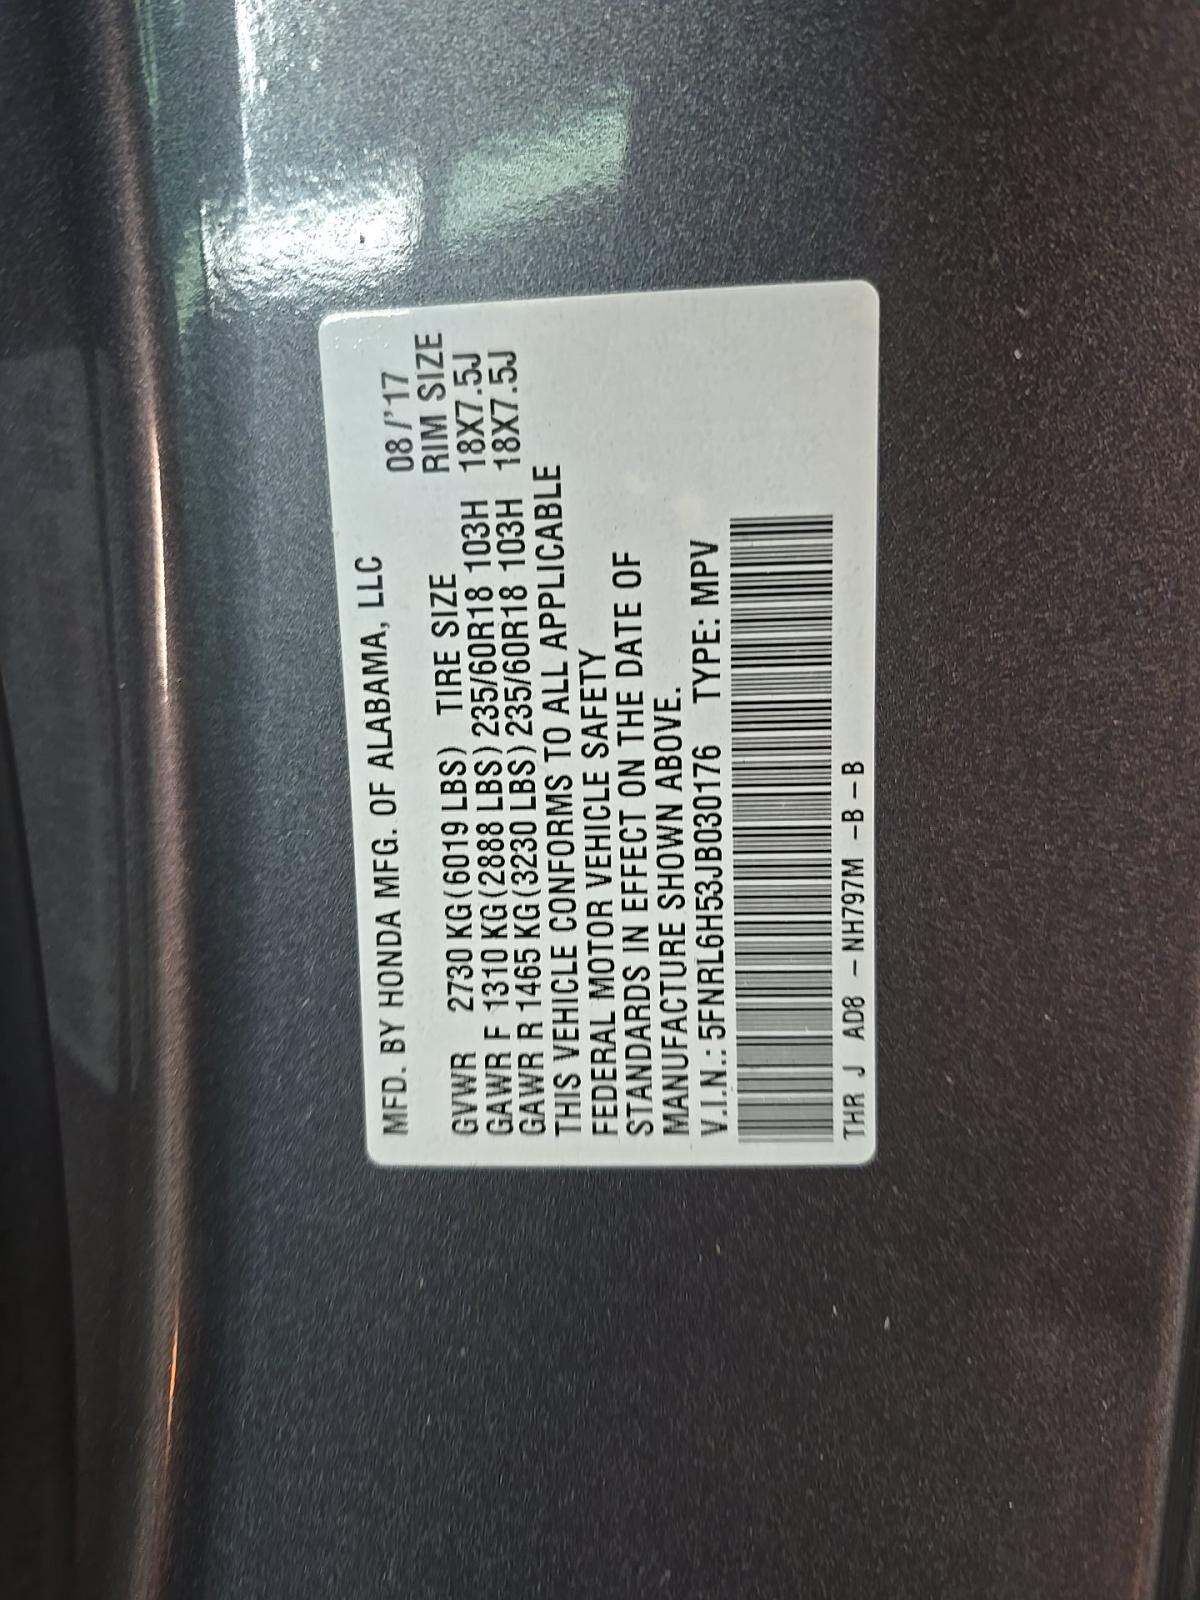 MFD. BY HONDA MFG. OF ALABAMA, LLC
08/'17
GVWR 2730 KG(6019 LBS) TIRE SIZE RIM SIZE
GAWR F 1310 KG(2888 LBS) 235/60R18 103H 18X7.5J
GAWR R 1465 KG(3230 LBS) 235/60R18 103H 18X7.5J
THIS VEHICLE CONFORMS TO ALL APPLICABLE
FEDERAL MOTOR VEHICLE SAFETY
STANDARDS IN EFFECT ON THE DATE OF
MANUFACTURE SHOWN ABOVE.
V.I.N.: 5FNRL6H53JB030176 TYPE: MPV
THR J AD8 -NH797M -B -B